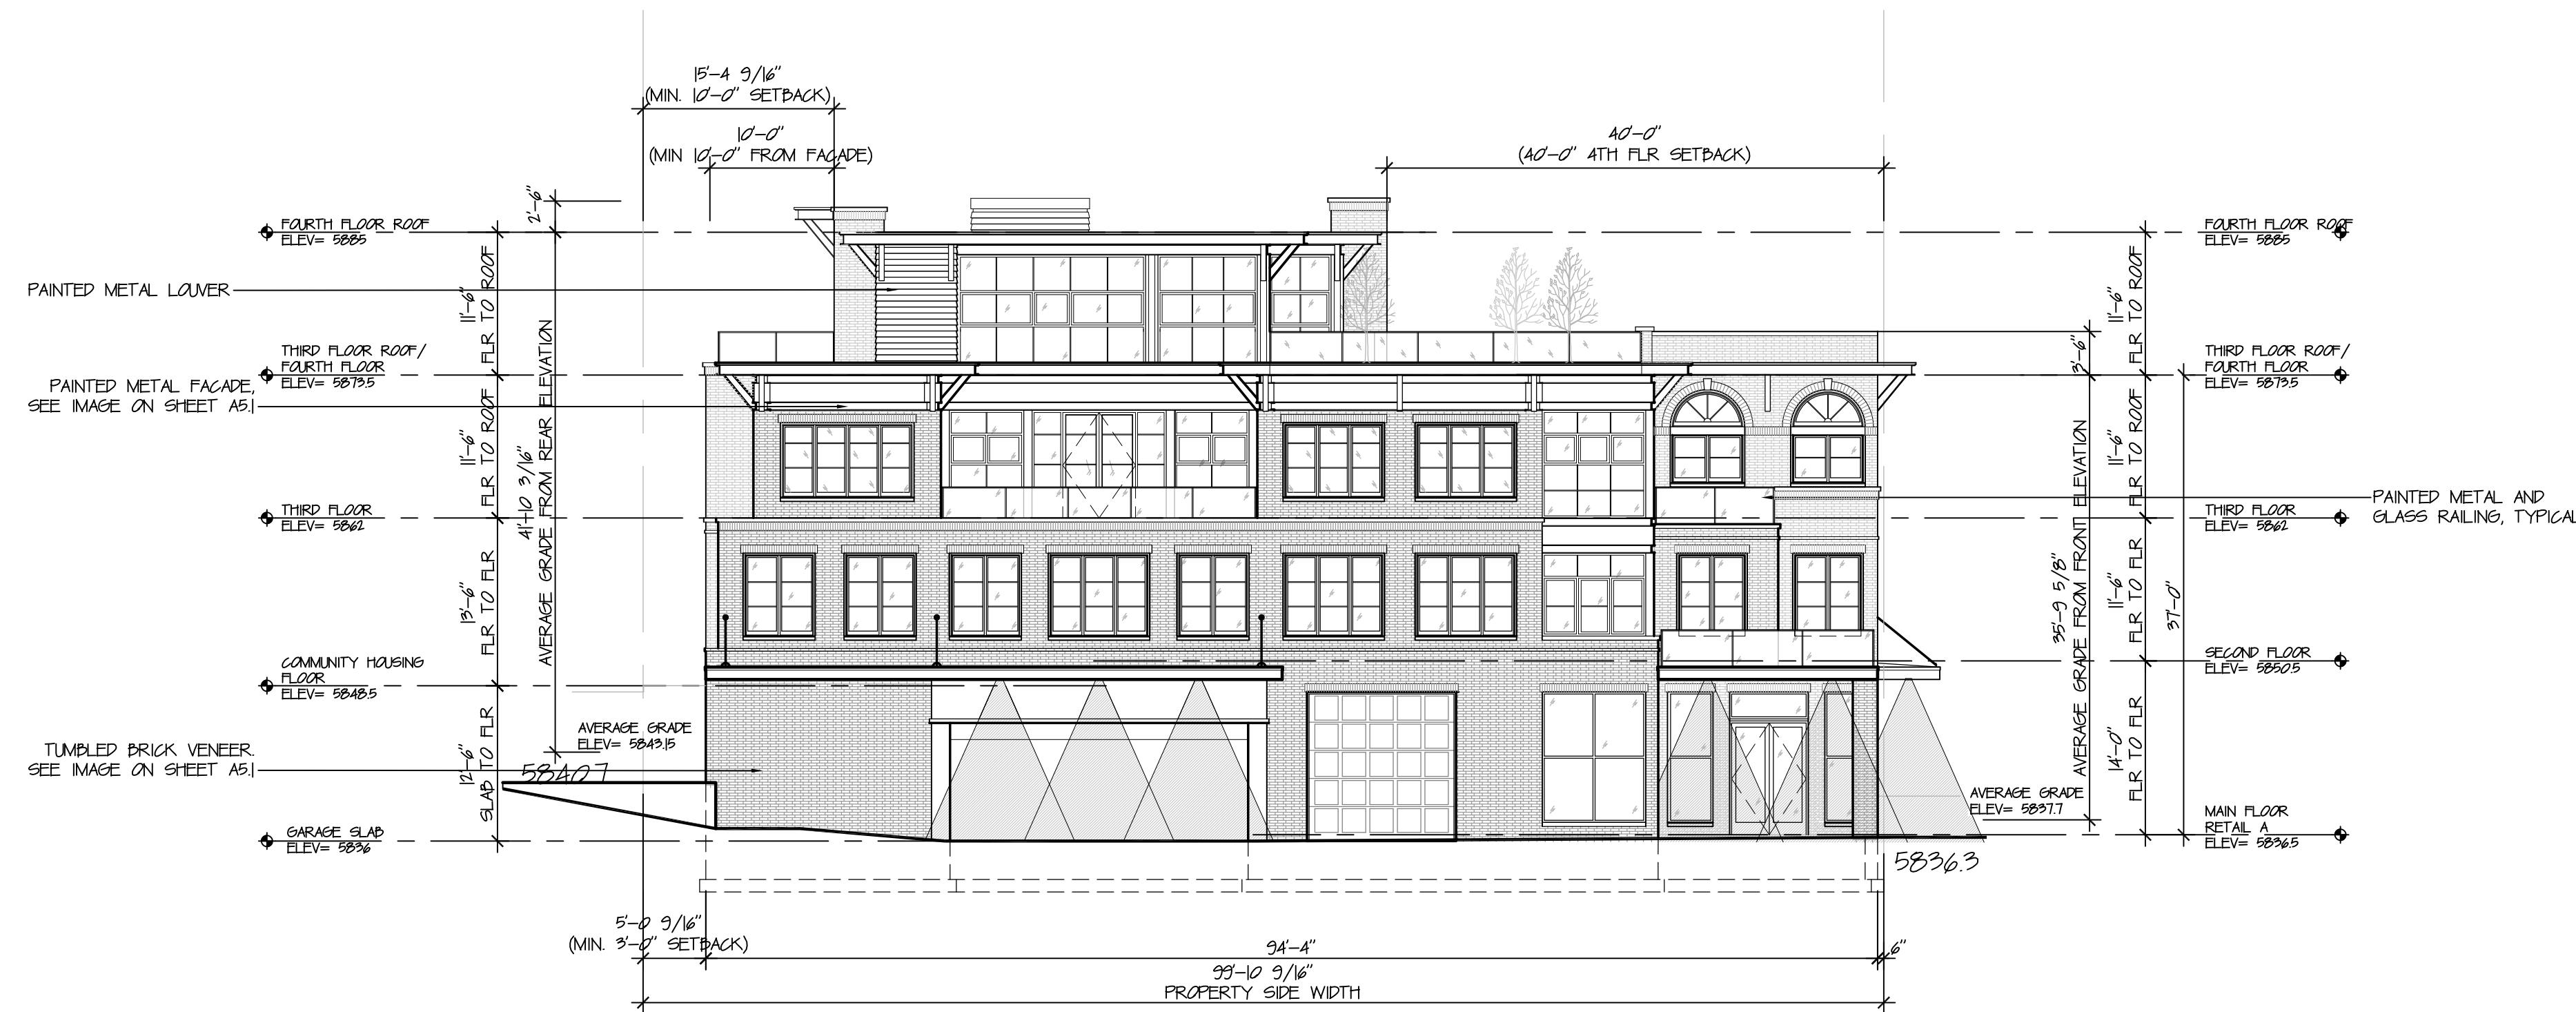 15'-4 9/16"
(MIN. 10'-0" SETBACK)
10'-0"
(MIN 10'-0" FROM FACADE)
40'-0"
(40'-0" 4TH FLR SETBACK)
2'-6"
FOURTH FLOOR ROOF
ELEV= 5885
FOURTH FLOOR ROOF
ELEV= 5885
PAINTED METAL LOUVER
11'-6"
FLR TO ROOF
11'-6"
FLR TO ROOF
THIRD FLOOR ROOF/
FOURTH FLOOR
ELEV= 5873.5
3'-6"
THIRD FLOOR ROOF/
FOURTH FLOOR
ELEV= 5873.5
PAINTED METAL FACADE,
SEE IMAGE ON SHEET A5.1
11'-6"
FLR TO ROOF
41'-10 3/16"
AVERAGE GRADE FROM REAR ELEVATION
11'-6"
FLR TO ROOF
THIRD FLOOR
ELEV= 5862
THIRD FLOOR
ELEV= 5862
PAINTED METAL AND
GLASS RAILING, TYPICAL
13'-6"
FLR TO FLR
35'-9 5/8"
AVERAGE GRADE FROM FRONT ELEVATION
11'-6"
FLR TO FLR
37'-0"
COMMUNITY HOUSING
FLOOR
ELEV= 5848.5
SECOND FLOOR
ELEV= 5850.5
TUMBLED BRICK VENEER.
SEE IMAGE ON SHEET A5.1
12'-6"
SLAB TO FLR
AVERAGE GRADE
ELEV= 5843.15
5840.7
14'-0"
FLR TO FLR
AVERAGE GRADE
ELEV= 5837.7
GARAGE SLAB
ELEV= 5836
MAIN FLOOR
RETAIL A
ELEV= 5836.5
5836.3
5'-0 9/16"
(MIN. 3'-0" SETBACK)
94'-4"
6"
99'-10 9/16"
PROPERTY SIDE WIDTH